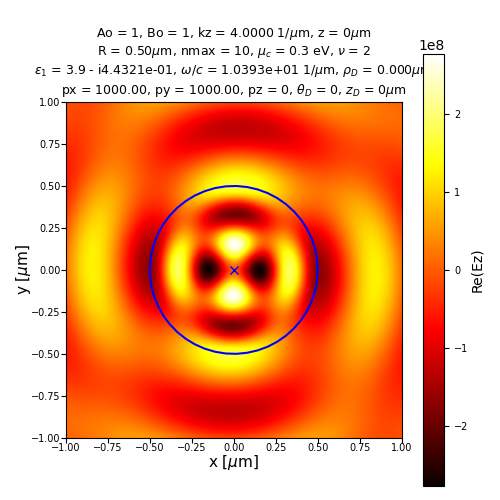 Ao = 1, Bo = 1, kz = 4.0000 1/μm, z = 0μm
R = 0.50μm, nmax = 10, μc = 0.3 eV, ν = 2
ε1 = 3.9 - i4.4321e-01, ω/c = 1.0393e+01 1/μm, ρD = 0.000μm
px = 1000.00, py = 1000.00, pz = 0, θD = 0, zD = 0μm
1e8
1.00
0.75
0.50
0.25
0.00
−0.25
−0.50
−0.75
−1.00
y [μm]
−1.00 −0.75 −0.50 −0.25 0.00 0.25 0.50 0.75 1.00
x [μm]
2
1
0
−1
−2
Re(Ez)